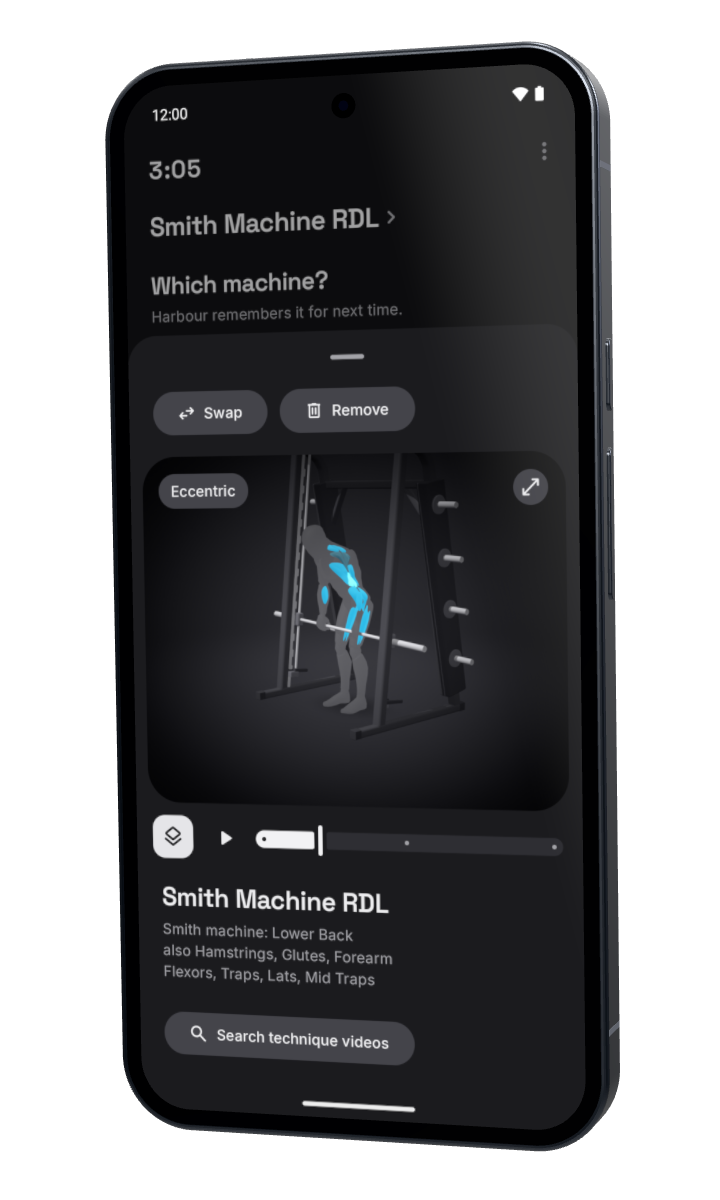 12:00
3:05
Smith Machine RDL
Which machine?
Harbour remembers it for next time.
Swap
Remove
Eccentric
Smith Machine RDL
Smith machine: Lower Back
also Hamstrings, Glutes, Forearm
Flexors, Traps, Lats, Mid Traps
Search technique videos